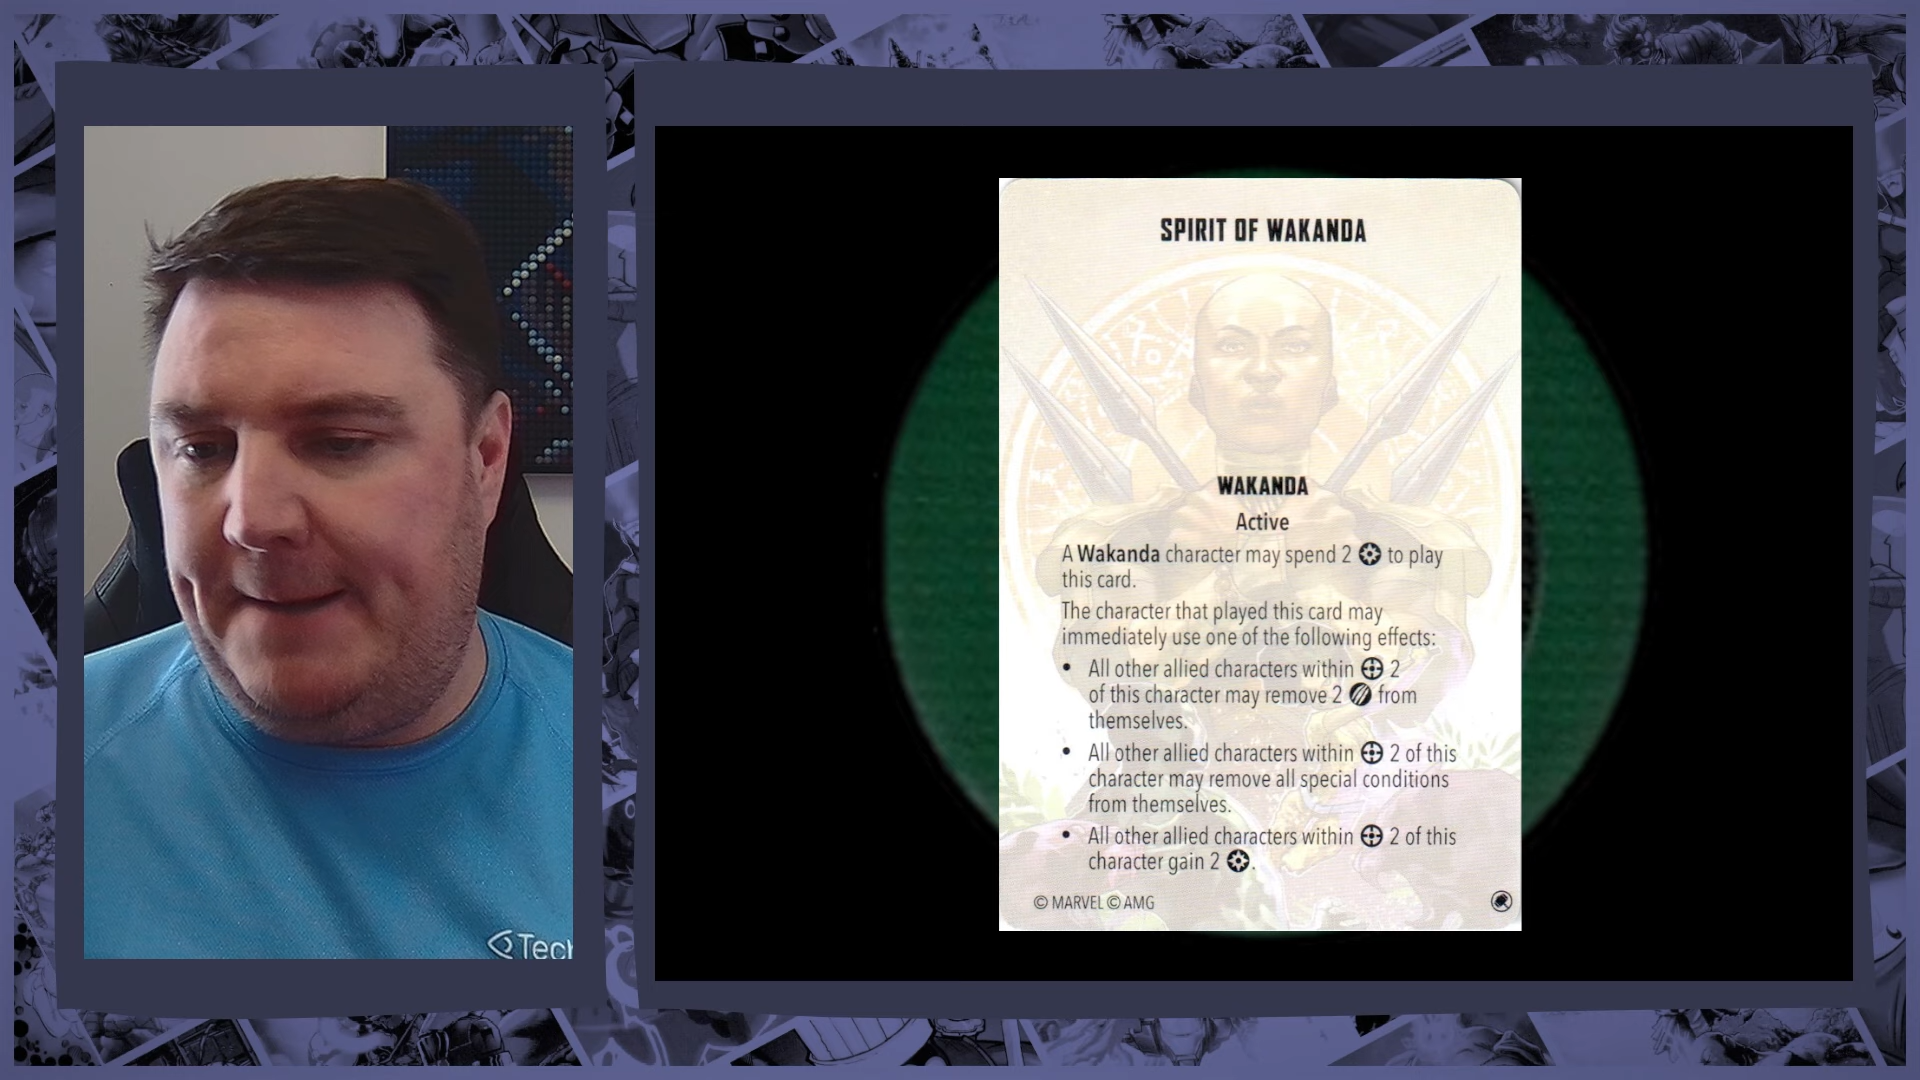 SPIRIT OF WAKANDA
WAKANDA
Active
A Wakanda character may spend 2 to play
this card.
The character that played this card may
immediately use one of the following effects:
• All other allied characters within 2
of this character may remove 2 from
themselves.
• All other allied characters within 2 of this
character may remove all special conditions
from themselves.
• All other allied characters within 2 of this
character gain 2 .
© MARVEL © AMG
Tech